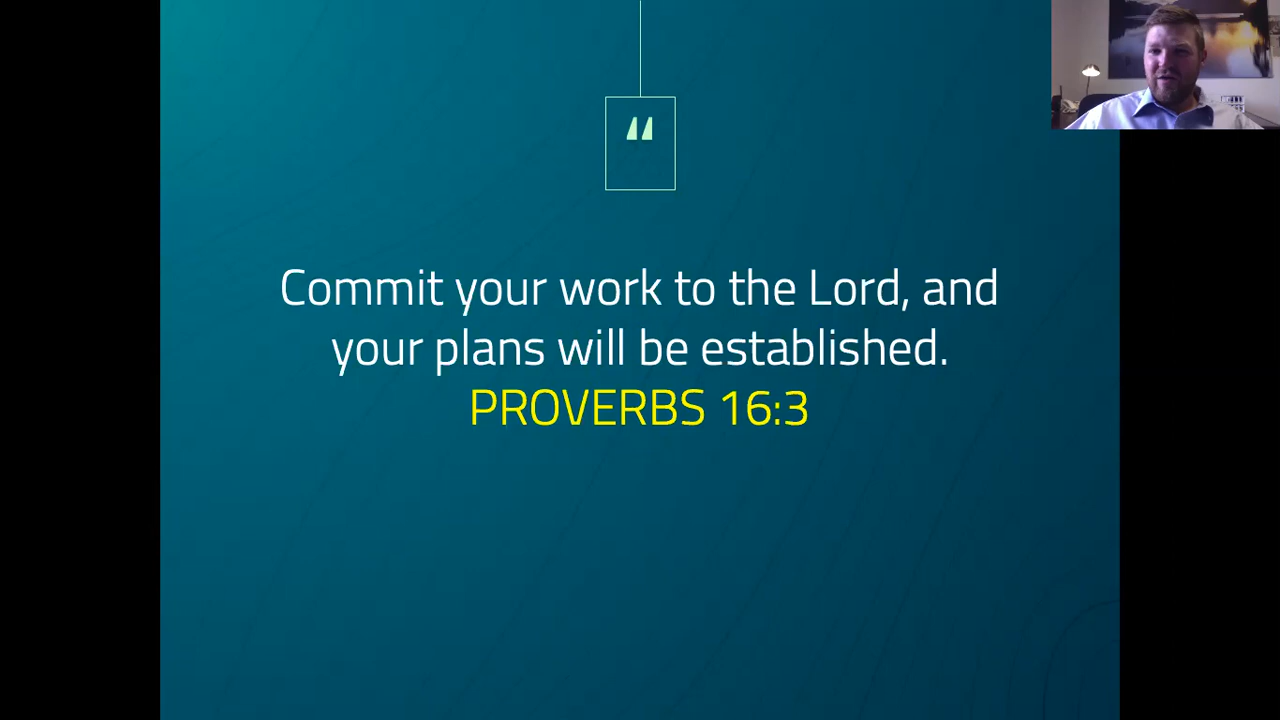 “
Commit your work to the Lord, and
your plans will be established.
PROVERBS 16:3